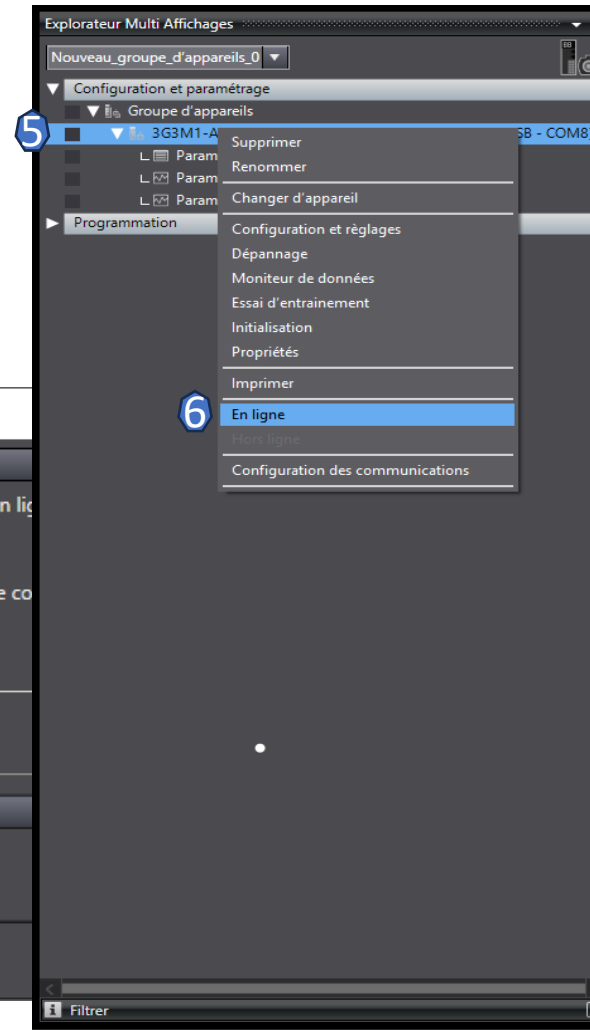 Explorateur Multi Affichages
Nouveau_groupe_d'appareils_0
Configuration et paramétrage
Groupe d'appareils
5
3G3M1-A
SB - COM8
Param
Param
Param
Programmation
Supprimer
Renommer
Changer d'appareil
Configuration et règlages
Dépannage
Moniteur de données
Essai d'entrainement
Initialisation
Propriétés
Imprimer
6
En ligne
Hors ligne
Configuration des communications
n lig
e co
Filtrer